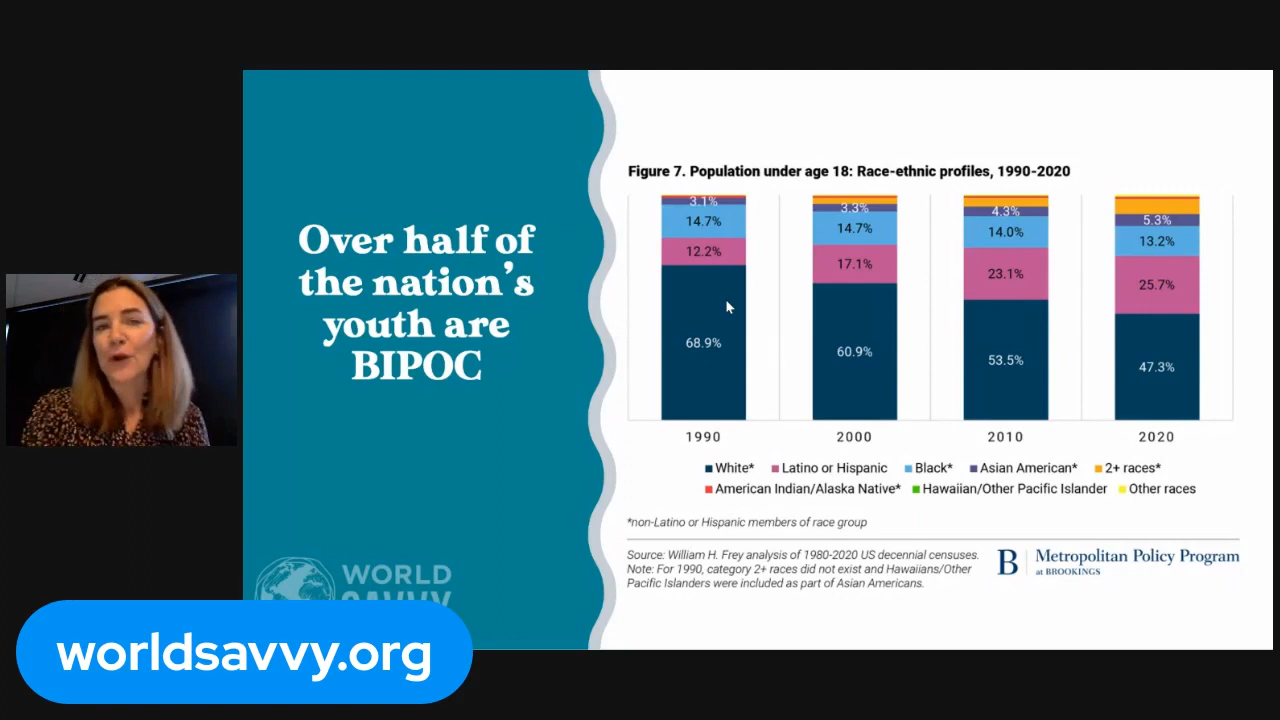 Over half of
the nation's
youth are
BIPOC
WORLD
SAVVY
worldsavvy.org
Figure 7. Population under age 18: Race-ethnic profiles, 1990-2020
3.1%
14.7%
12.2%
68.9%
3.3%
14.7%
17.1%
60.9%
4.3%
14.0%
23.1%
53.5%
5.3%
13.2%
25.7%
47.3%
1990 2000 2010 2020
White* Latino or Hispanic Black* Asian American* 2+ races*
American Indian/Alaska Native* Hawaiian/Other Pacific Islander Other races
*non-Latino or Hispanic members of race group
Source: William H. Frey analysis of 1980-2020 US decennial censuses.
Note: For 1990, category 2+ races did not exist and Hawaiians/Other
Pacific Islanders were included as part of Asian Americans.
B Metropolitan Policy Program
at BROOKINGS